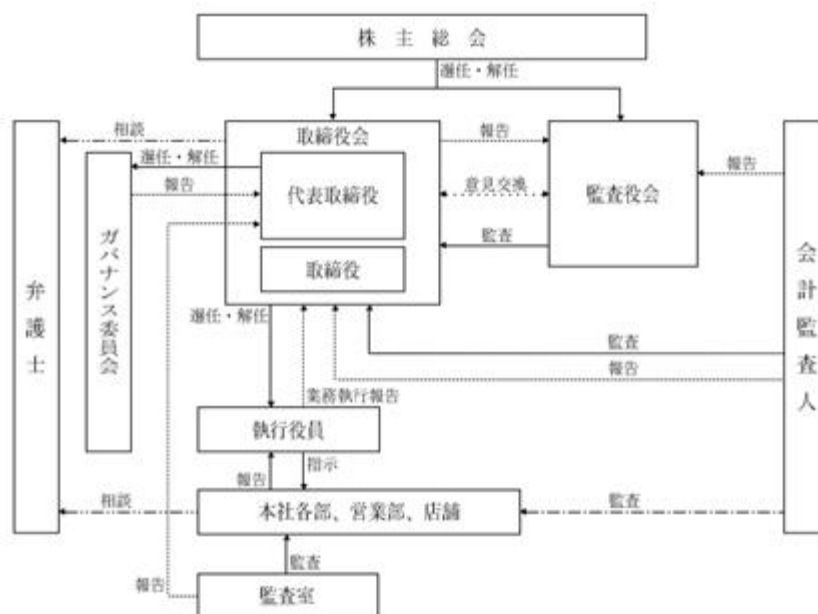 株主総会
選任・解任
相談
取締役会
報告
選任・解任
報告
代表取締役
意見交換
監査役会
報告
監査
取締役
弁護士
ガバナンス委員会
会計監査人
選任・解任
監査
報告
業務執行報告
執行役員
報告
指示
相談
本社各部、営業部、店舗
監査
監査
報告
監査室